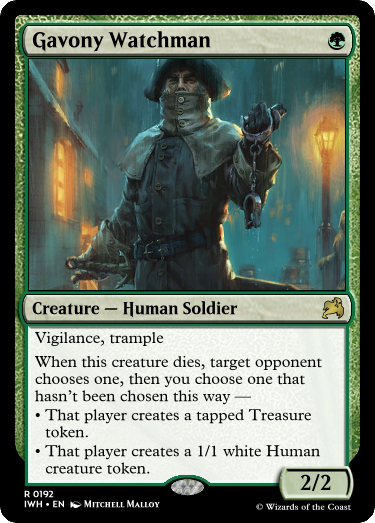 Gavony Watchman
Creature — Human Soldier
Vigilance, trample
When this creature dies, target opponent
chooses one, then you choose one that
hasn't been chosen this way —
• That player creates a tapped Treasure
token.
• That player creates a 1/1 white Human
creature token.
2/2
R 0192
IWH • EN Mitchell Malloy
© Wizards of the Coast